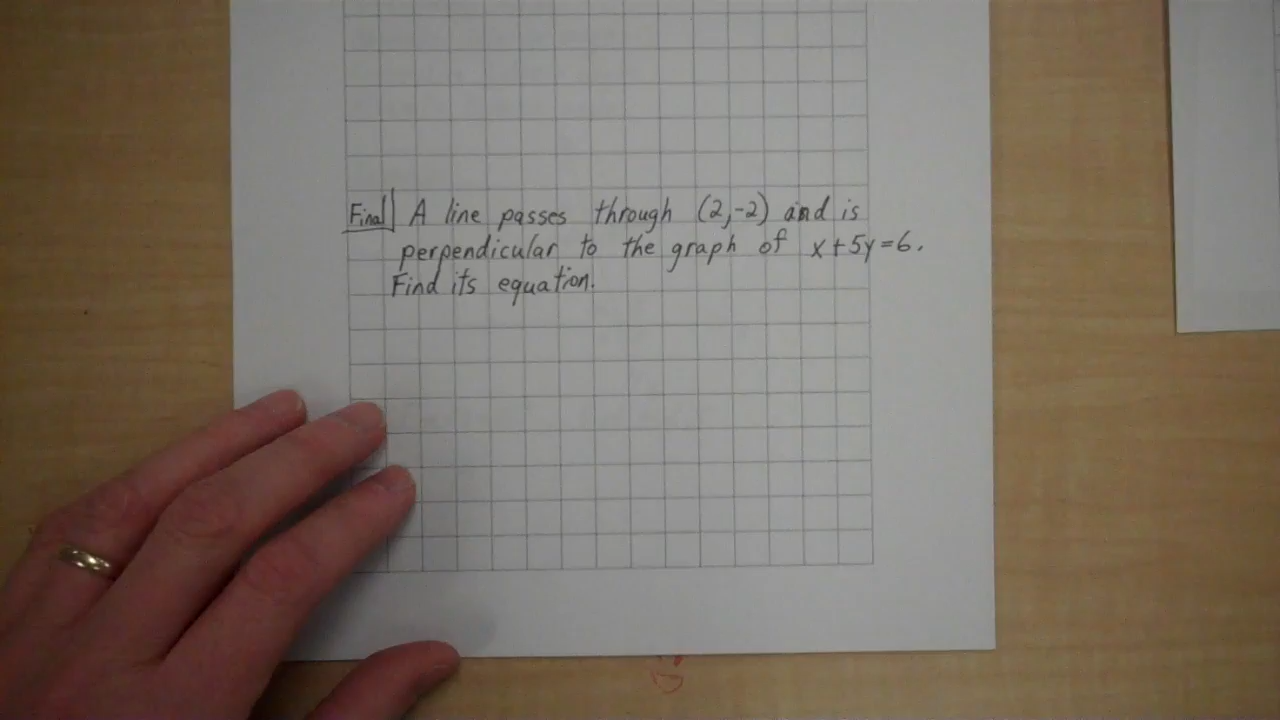 Final A line passes through (2,-2) and is
perpendicular to the graph of x+5y=6.
Find its equation.